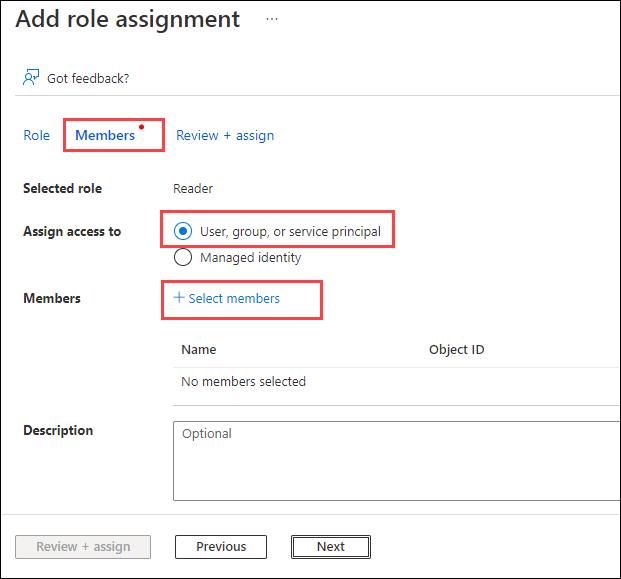 Add role assignment ...
Got feedback?
Role Members Review + assign
Selected role Reader
Assign access to User, group, or service principal
Managed identity
Members + Select members
Name Object ID
No members selected
Description Optional
Review + assign Previous Next